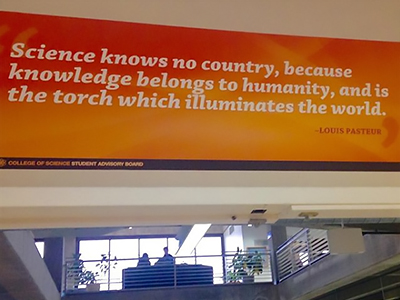 Science knows no country, because
knowledge belongs to humanity, and is
the torch which illuminates the world.
-LOUIS PASTEUR
COLLEGE OF SCIENCE STUDENT ADVISORY BOARD